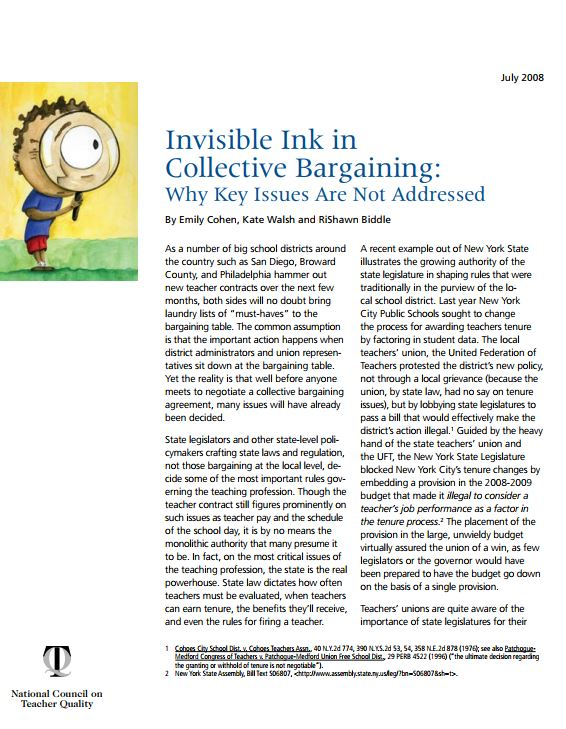 July 2008
Invisible Ink in
Collective Bargaining:
Why Key Issues Are Not Addressed
By Emily Cohen, Kate Walsh and RiShawn Biddle
As a number of big school districts around
the country such as San Diego, Broward
County, and Philadelphia hammer out
new teacher contracts over the next few
months, both sides will no doubt bring
laundry lists of “must-haves” to the
bargaining table. The common assumption
is that the important action happens when
district administrators and union represen-
tatives sit down at the bargaining table.
Yet the reality is that well before anyone
meets to negotiate a collective bargaining
agreement, many issues will have already
been decided.
State legislators and other state-level poli-
cymakers crafting state laws and regulation,
not those bargaining at the local level, de-
cide some of the most important rules gov-
erning the teaching profession. Though the
teacher contract still figures prominently on
such issues as teacher pay and the schedule
of the school day, it is by no means the
monolithic authority that many presume it
to be. In fact, on the most critical issues of
the teaching profession, the state is the real
powerhouse. State law dictates how often
teachers must be evaluated, when teachers
can earn tenure, the benefits they’ll receive,
and even the rules for firing a teacher.
A recent example out of New York State
illustrates the growing authority of the
state legislature in shaping rules that were
traditionally in the purview of the lo-
cal school district. Last year New York
City Public Schools sought to change
the process for awarding teachers tenure
by factoring in student data. The local
teachers’ union, the United Federation of
Teachers protested the district’s new policy,
not through a local grievance (because the
union, by state law, had no say on tenure
issues), but by lobbying state legislatures to
pass a bill that would effectively make the
district’s action illegal.1 Guided by the heavy
hand of the state teachers’ union and
the UFT, the New York State Legislature
blocked New York City’s tenure changes by
embedding a provision in the 2008-2009
budget that made it illegal to consider a
teacher’s job performance as a factor in
the tenure process.2 The placement of the
provision in the large, unwieldy budget
virtually assured the union of a win, as few
legislators or the governor would have
been prepared to have the budget go down
on the basis of a single provision.
Teachers’ unions are quite aware of the
importance of state legislatures for their
1 Cohoes City School Dist. v. Cohoes Teachers Assn., 40 N.Y.2d 774, 390 N.Y.S.2d 53, 54, 358 N.E.2d 878 (1976); see also Patchogue-
Medford Congress of Teachers v. Patchogue-Medford Union Free School Dist., 29 PERB 4522 (1996) (“the ultimate decision regarding
the granting or withhold of tenure is not negotiable”).
2 New York State Assembly, Bill Text S06807, <http://www.assembly.state.ny.us/leg/?bn=S06807&sh=t>.
National Council on
Teacher Quality